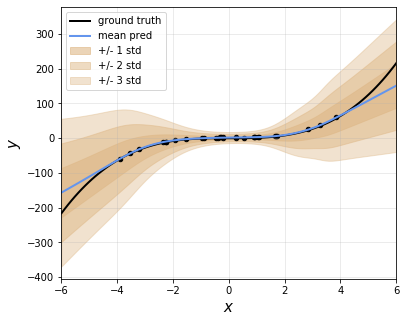 ground truth
mean pred
+/- 1 std
+/- 2 std
+/- 3 std
300
200
100
0
−100
−200
−300
−400
y
−6 −4 −2 0 2 4 6
x